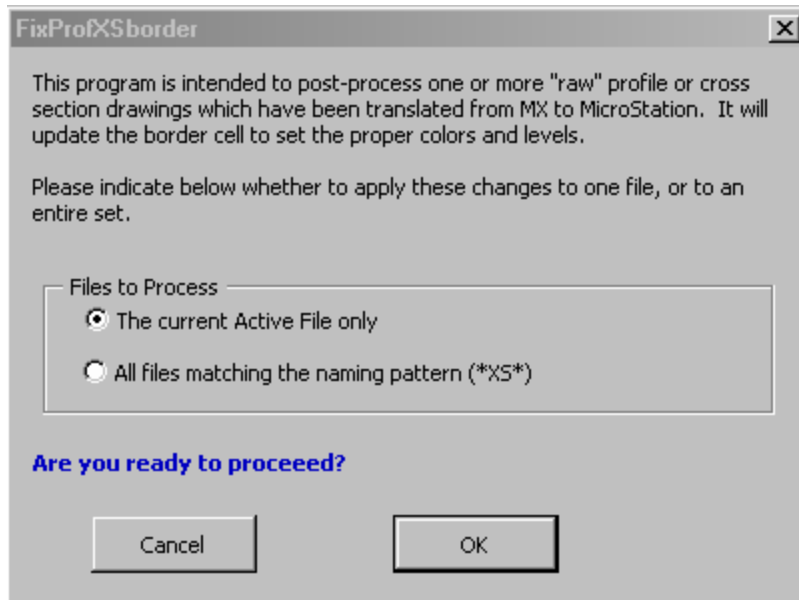 FixProfXSborder
This program is intended to post-process one or more "raw" profile or cross
section drawings which have been translated from MX to MicroStation.  It will
update the border cell to set the proper colors and levels.
Please indicate below whether to apply these changes to one file, or to an
entire set.
Files to Process
The current Active File only
All files matching the naming pattern (*XS*)
Are you ready to proceeed?
Cancel
OK